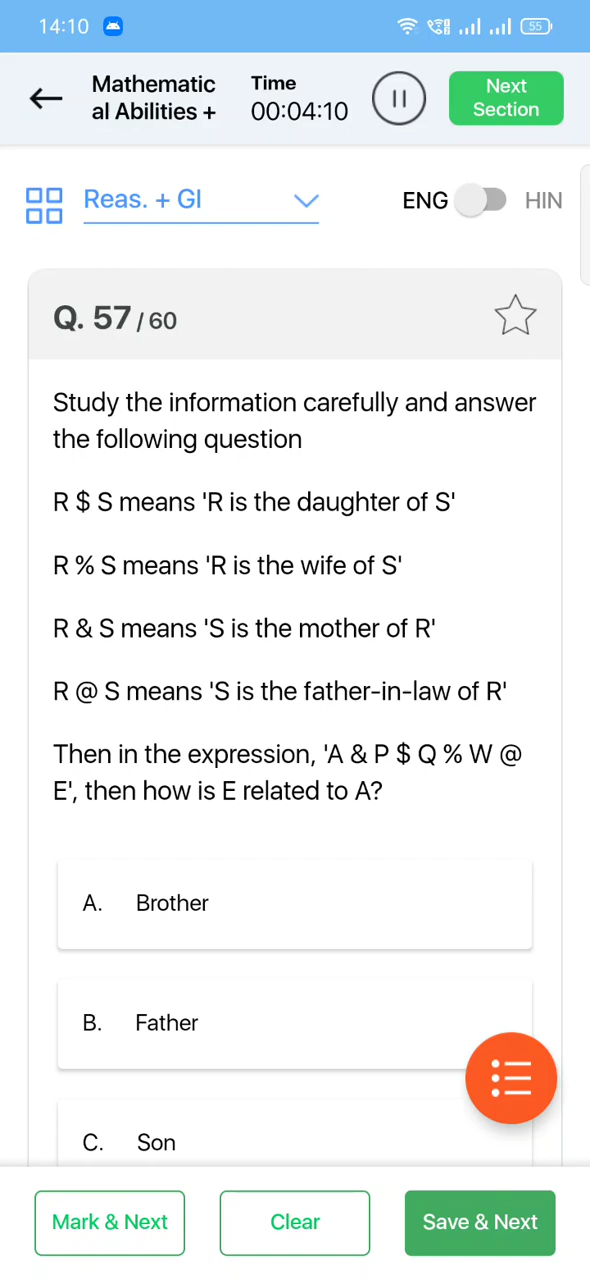 14:10
55
Mathematic
al Abilities +
Time
00:04:10
Next
Section
Reas. + GI
ENG
HIN
Q. 57 / 60
Study the information carefully and answer
the following question
R $ S means 'R is the daughter of S'
R % S means 'R is the wife of S'
R & S means 'S is the mother of R'
R @ S means 'S is the father-in-law of R'
Then in the expression, 'A & P $ Q % W @
E', then how is E related to A?
A. Brother
B. Father
C. Son
Mark & Next
Clear
Save & Next